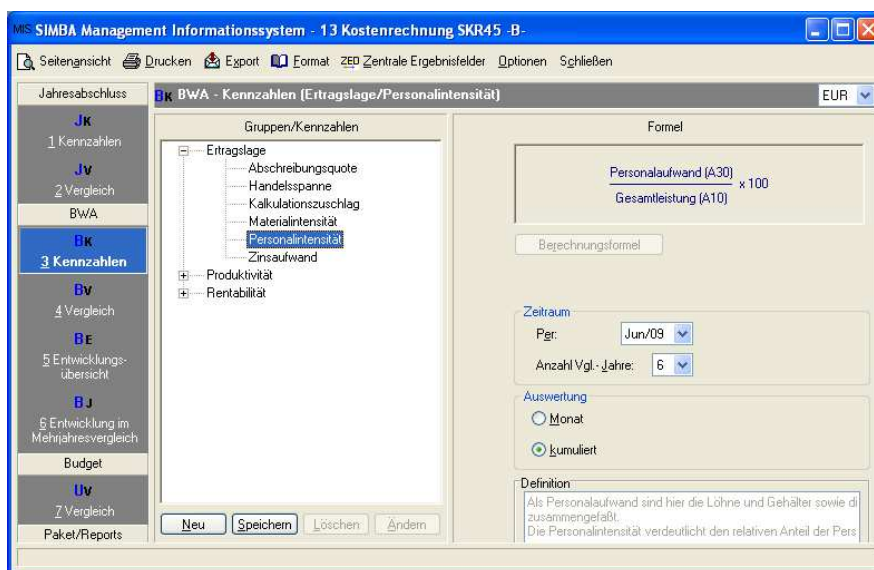 MIS SIMBA Management Informationssystem - 13 Kostenrechnung SKR45 -B-
Seitenansicht Drucken Export Format ZED Zentrale Ergebnisfelder Optionen Schließen
Jahresabschluss
JK
1 Kennzahlen
JV
2 Vergleich
BWA
BK
3 Kennzahlen
BV
4 Vergleich
BE
5 Entwicklungs-
übersicht
BJ
6 Entwicklung im
Mehrjahresvergleich
Budget
UV
7 Vergleich
Paket/Reports
BK BWA - Kennzahlen (Ertragslage/Personalintensität)
EUR
Gruppen/Kennzahlen
Ertragslage
Abschreibungsquote
Handelsspanne
Kalkulationszuschlag
Materialintensität
Personalintensität
Zinsaufwand
Produktivität
Rentabilität
Neu Speichern Löschen Ändern
Formel
Personalaufwand (A30)
x 100
Gesamtleistung (A10)
Berechnungsformel
Zeitraum
Per: Jun/09
Anzahl Vgl.-Jahre: 6
Auswertung
Monat
kumuliert
Definition
Als Personalaufwand sind hier die Löhne und Gehälter sowie di
zusammengefaßt.
Die Personalintensität verdeutlicht den relativen Anteil der Pers